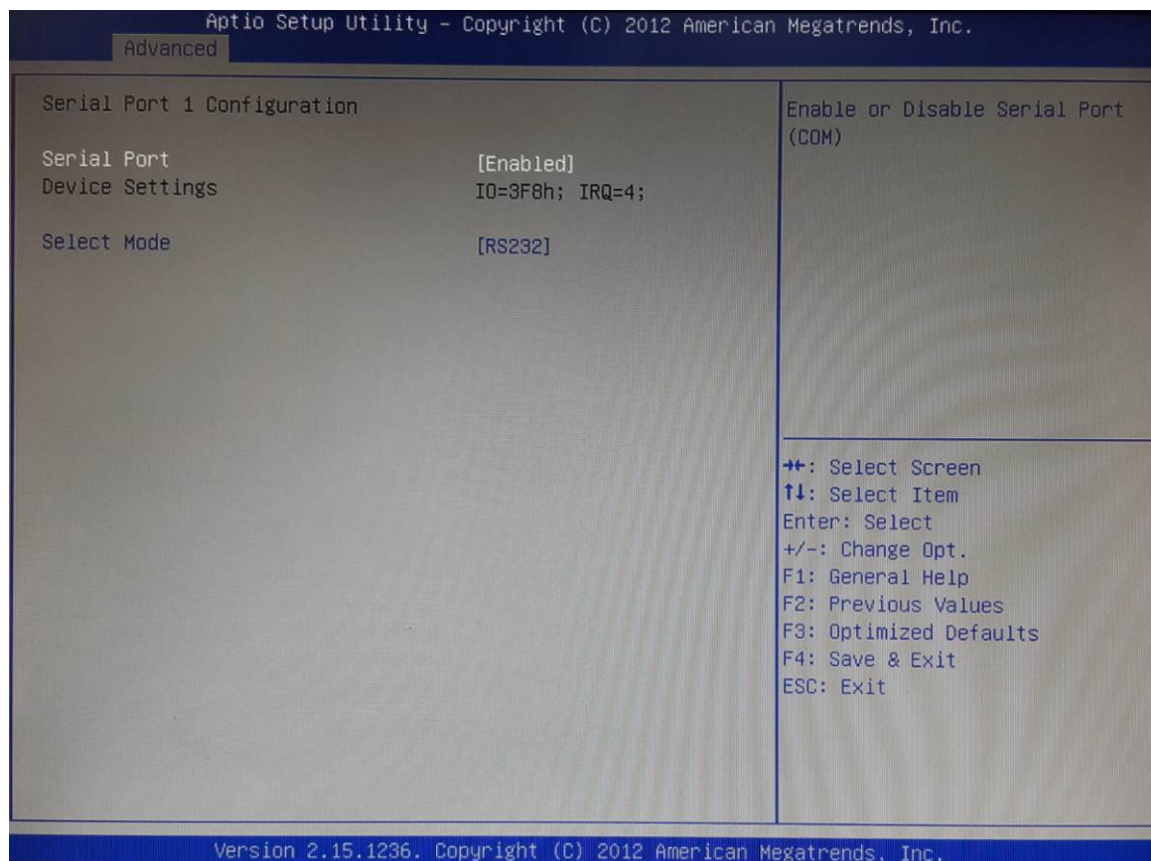 Aptio Setup Utility - Copyright (C) 2012 American Megatrends, Inc.
Advanced
Serial Port 1 Configuration
Serial Port [Enabled]
Device Settings IO=3F8h; IRQ=4;
Select Mode [RS232]
Enable or Disable Serial Port
(COM)
→←: Select Screen
↑↓: Select Item
Enter: Select
+/-: Change Opt.
F1: General Help
F2: Previous Values
F3: Optimized Defaults
F4: Save & Exit
ESC: Exit
Version 2.15.1236. Copyright (C) 2012 American Megatrends, Inc.